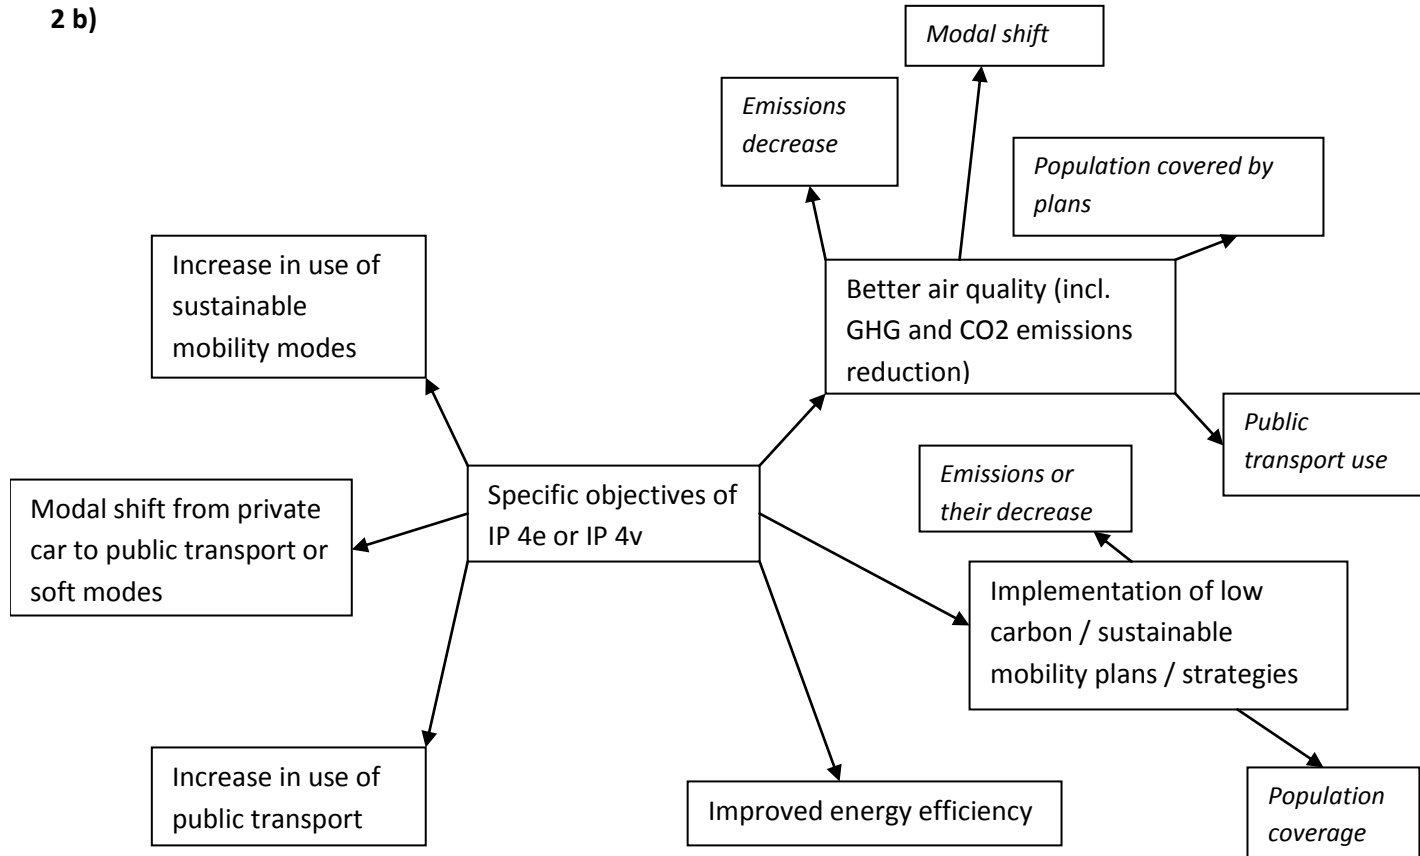 2 b)
Modal shift
Emissions
decrease
Population covered by
plans
Increase in use of
sustainable
mobility modes
Better air quality (incl.
GHG and CO2 emissions
reduction)
Public
transport use
Emissions or
their decrease
Specific objectives of
IP 4e or IP 4v
Modal shift from private
car to public transport or
soft modes
Implementation of low
carbon / sustainable
mobility plans / strategies
Increase in use of
public transport
Improved energy efficiency
Population
coverage